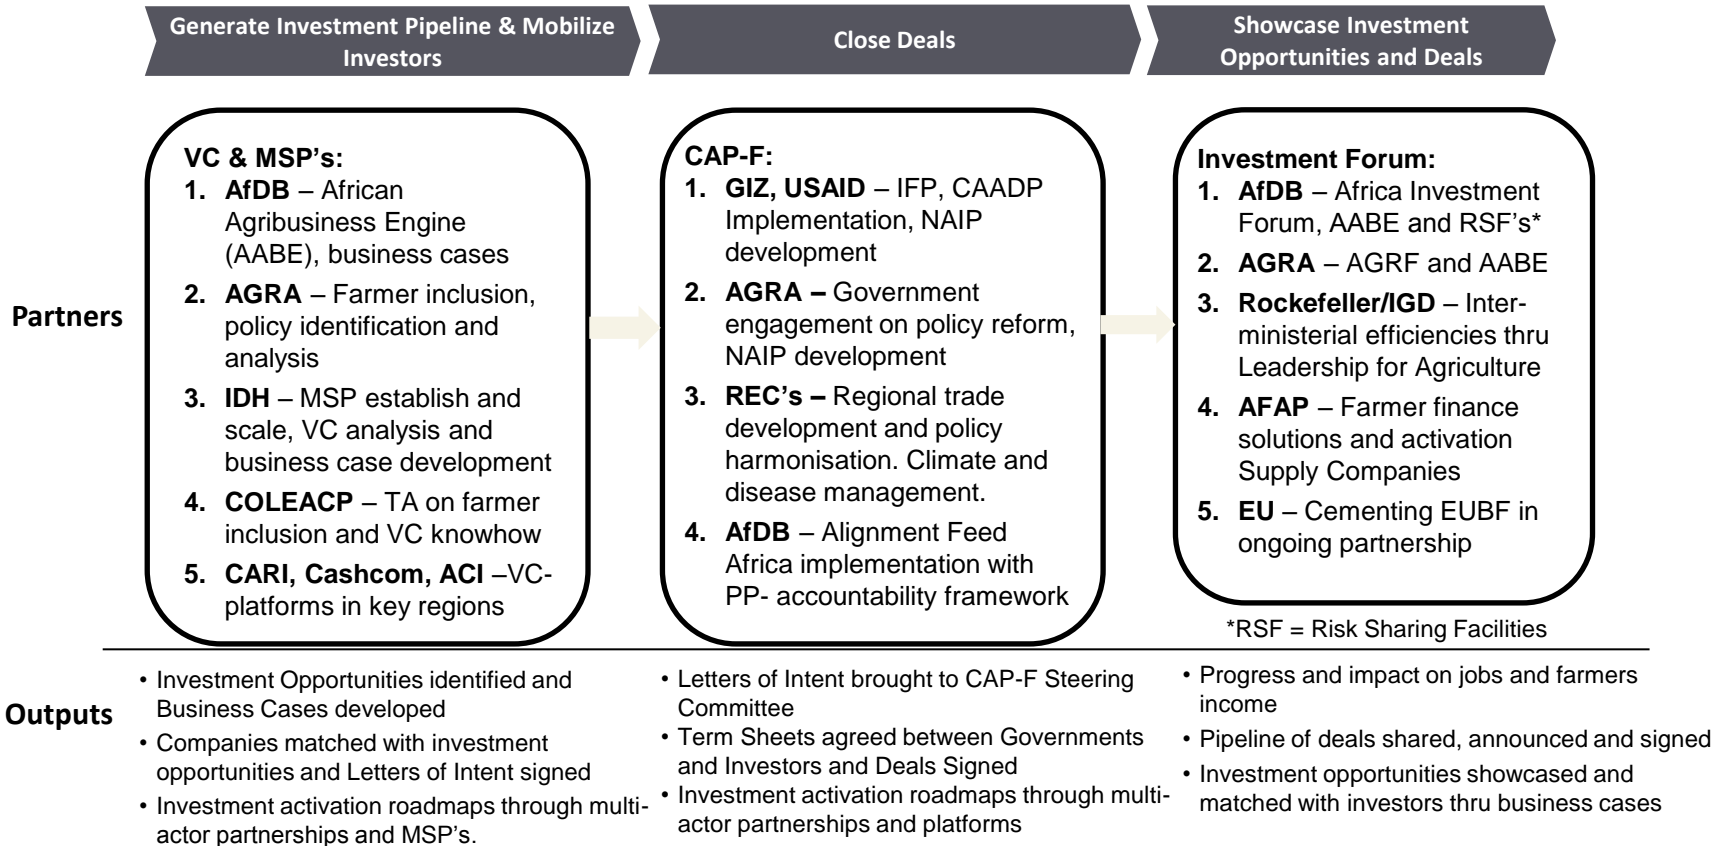 Generate Investment Pipeline & Mobilize
Investors
Close Deals
Showcase Investment
Opportunities and Deals
Partners
VC & MSP's:
1. AfDB – African
Agribusiness Engine
(AABE), business cases
2. AGRA – Farmer inclusion,
policy identification and
analysis
3. IDH – MSP establish and
scale, VC analysis and
business case development
4. COLEACP – TA on farmer
inclusion and VC knowhow
5. CARI, Cashcom, ACI –VC-
platforms in key regions
CAP-F:
1. GIZ, USAID – IFP, CAADP
Implementation, NAIP
development
2. AGRA – Government
engagement on policy reform,
NAIP development
3. REC's – Regional trade
development and policy
harmonisation. Climate and
disease management.
4. AfDB – Alignment Feed
Africa implementation with
PP- accountability framework
Investment Forum:
1. AfDB – Africa Investment
Forum, AABE and RSF's*
2. AGRA – AGRF and AABE
3. Rockefeller/IGD – Inter-
ministerial efficiencies thru
Leadership for Agriculture
4. AFAP – Farmer finance
solutions and activation
Supply Companies
5. EU – Cementing EUBF in
ongoing partnership
*RSF = Risk Sharing Facilities
Outputs
• Investment Opportunities identified and
Business Cases developed
• Companies matched with investment
opportunities and Letters of Intent signed
• Investment activation roadmaps through multi-
actor partnerships and MSP's.
• Letters of Intent brought to CAP-F Steering
Committee
• Term Sheets agreed between Governments
and Investors and Deals Signed
• Investment activation roadmaps through multi-
actor partnerships and platforms
• Progress and impact on jobs and farmers
income
• Pipeline of deals shared, announced and signed
• Investment opportunities showcased and
matched with investors thru business cases